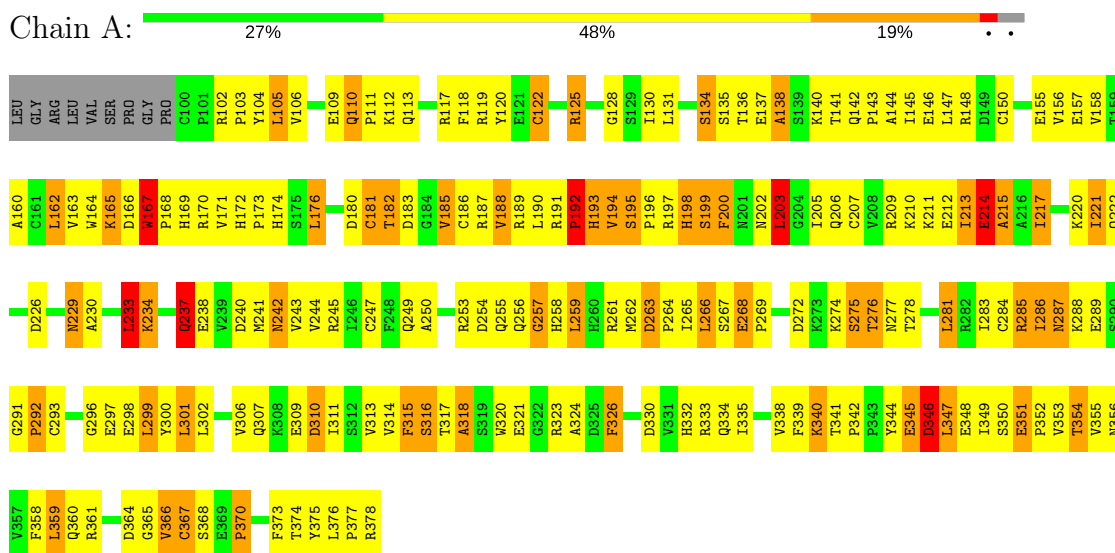 Chain A:
27% 48% 19% • •
LEU GLY ARG LEU VAL SER PRO GLY PRO C100 P101 R102 P103 Y104 L105 V106 E109 Q110 P111 K112 Q113 R117 F118 R119 Y120 E121 C122 R125 G128 S129 I130 L131 S134 S135 T136 E137 A138 S139 K140 T141 Q142 P143 A144 I145 E146 L147 R148 D149 C150 E155 V156 E157 V158 T159
A160 C161 L162 V163 W164 K165 D166 W167 P168 H169 R170 V171 H172 P173 H174 S175 L176 D180 C181 T182 D183 G184 V185 C186 R187 V188 R189 L190 R191 P192 H193 V194 S195 P196 R197 H198 S199 F200 N201 N202 L203 G204 I205 Q206 C207 V208 R209 K210 K211 E212 I213 E214 A215 A216 I217 K220 I221 Q222
D226 N229 A230 L233 K234 Q237 E238 V239 D240 M241 N242 V243 V244 R245 I246 C247 F248 Q249 A250 R253 D254 Q255 Q256 G257 H258 L259 H260 R261 M262 D263 P264 I265 L266 S267 E268 P269 D272 K273 K274 S275 T276 N277 T278 L281 R282 I283 C284 R285 I286 N287 K288 E289 S290
G291 P292 C293 G296 E297 E298 L299 Y300 L301 L302 V306 Q307 K308 E309 D310 I311 S312 V313 V314 F315 S316 T317 A318 S319 W320 E321 G322 R323 A324 D325 F326 D330 V331 H332 R333 Q334 I335 V338 F339 K340 T341 P342 P343 Y344 E345 D346 L347 E348 I349 S350 E351 P352 V353 T354 V355 N356
V357 F358 L359 Q360 R361 D364 G365 V366 C367 S368 E369 P370 F373 T374 Y375 L376 P377 R378